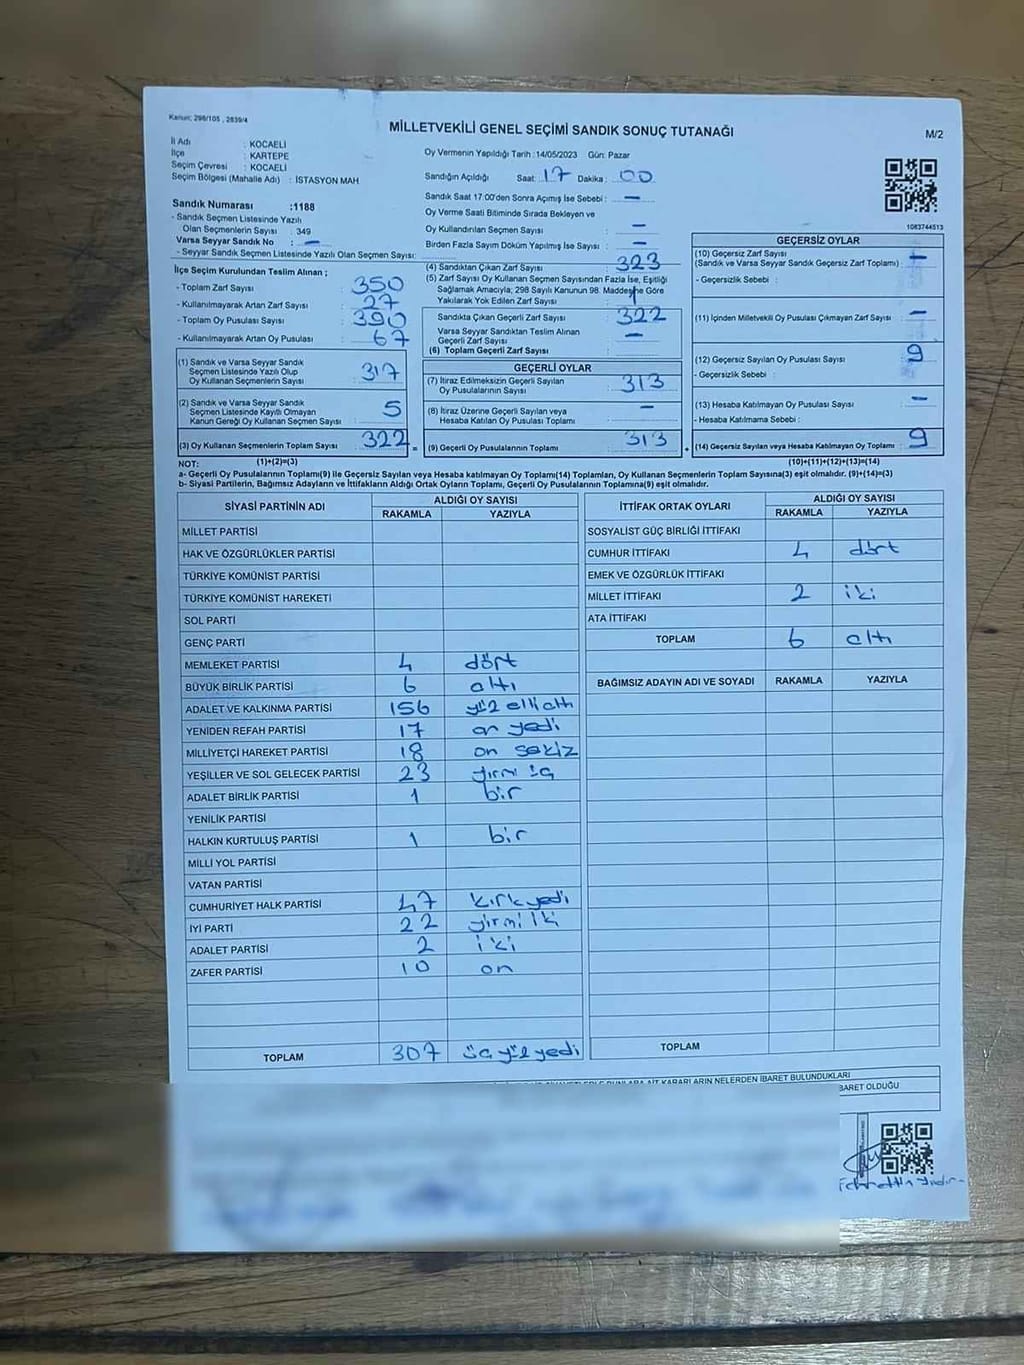 Kanun; 298/105 , 2839/4
MİLLETVEKİLİ GENEL SEÇİMİ SANDIK SONUÇ TUTANAĞI
M/2
İl Adı : KOCAELİ
İlçe : KARTEPE
Seçim Çevresi : KOCAELİ
Seçim Bölgesi (Mahalle Adı) : İSTASYON MAH
Oy Vermenin Yapıldığı Tarih : 14/05/2023 Gün: Pazar
Sandığın Açıldığı Saat: 17 Dakika : 00
Sandık Saat 17:00'den Sonra Açımış İse Sebebi : —
Oy Verme Saati Bitiminde Sırada Bekleyen ve
Oy Kullandırılan Seçmen Sayısı : —
Birden Fazla Sayım Döküm Yapılmış İse Sayısı : —
1083744513
Sandık Numarası :1188
- Sandık Seçmen Listesinde Yazılı
Olan Seçmenlerin Sayısı : 349
Varsa Seyyar Sandık No : —
- Seyyar Sandık Seçmen Listesinde Yazılı Olan Seçmen Sayısı:
İlçe Seçim Kurulundan Teslim Alınan ;
- Toplam Zarf Sayısı : 350
- Kullanılmayarak Artan Zarf Sayısı : 27
- Toplam Oy Pusulası Sayısı : 390
- Kullanılmayarak Artan Oy Pusulası : 67
(1) Sandık ve Varsa Seyyar Sandık
Seçmen Listesinde Yazılı Olup
Oy Kullanan Seçmenlerin Sayısı : 317
(2) Sandık ve Varsa Seyyar Sandık
Seçmen Listesinde Kayıtlı Olmayan
Kanun Gereği Oy Kullanan Seçmen Sayısı : 5
(3) Oy Kullanan Seçmenlerin Toplam Sayısı : 322
(4) Sandıktan Çıkan Zarf Sayısı : 323
(5) Zarf Sayısı Oy Kullanan Seçmen Sayısından Fazla İse, Eşitliği
Sağlamak Amacıyla; 298 Sayılı Kanunun 98. Maddesine Göre
Yakılarak Yok Edilen Zarf Sayısı : 1
Sandıkta Çıkan Geçerli Zarf Sayısı : 322
Varsa Seyyar Sandıktan Teslim Alınan
Geçerli Zarf Sayısı : —
(6) Toplam Geçerli Zarf Sayısı :
GEÇERLİ OYLAR
(7) İtiraz Edilmeksizin Geçerli Sayılan
Oy Pusulalarının Sayısı : 313
(8) İtiraz Üzerine Geçerli Sayılan veya
Hesaba Katılan Oy Pusulası Toplamı : —
(9) Geçerli Oy Pusulalarının Toplamı : 313
GEÇERSİZ OYLAR
(10) Geçersiz Zarf Sayısı
(Sandık ve Varsa Seyyar Sandık Geçersiz Zarf Toplamı) : —
- Geçersizlik Sebebi :
(11) İçinden Milletvekili Oy Pusulası Çıkmayan Zarf Sayısı : —
(12) Geçersiz Sayılan Oy Pusulası Sayısı : 9
- Geçersizlik Sebebi :
(13) Hesaba Katılmayan Oy Pusulası Sayısı : —
- Hesaba Katılmama Sebebi :
(14) Geçersiz Sayılan veya Hesaba Katılmayan Oy Toplamı : 9
NOT: (1)+(2)=(3) (10)+(11)+(12)+(13)=(14)
a- Geçerli Oy Pusulalarının Toplamı(9) ile Geçersiz Sayılan veya Hesaba katılmayan Oy Toplamı(14) Toplamları, Oy Kullanan Seçmenlerin Toplam Sayısına(3) eşit olmalıdır. (9)+(14)=(3)
b- Siyasi Partilerin, Bağımsız Adayların ve İttifakların Aldığı Ortak Oyların Toplamı, Geçerli Oy Pusulalarının Toplamına(9) eşit olmalıdır.
SİYASİ PARTİNİN ADI ALDIĞI OY SAYISI
RAKAMLA YAZIYLA
MİLLET PARTİSİ
HAK VE ÖZGÜRLÜKLER PARTİSİ
TÜRKİYE KOMÜNİST PARTİSİ
TÜRKİYE KOMÜNİST HAREKETİ
SOL PARTİ
GENÇ PARTİ
MEMLEKET PARTİSİ 4 dört
BÜYÜK BİRLİK PARTİSİ 6 altı
ADALET VE KALKINMA PARTİSİ 156 yüz elli altı
YENİDEN REFAH PARTİSİ 17 on yedi
MİLLİYETÇİ HAREKET PARTİSİ 18 on sekiz
YEŞİLLER VE SOL GELECEK PARTİSİ 23 yirmi üç
ADALET BİRLİK PARTİSİ 1 bir
YENİLİK PARTİSİ
HALKIN KURTULUŞ PARTİSİ 1 bir
MİLLİ YOL PARTİSİ
VATAN PARTİSİ
CUMHURİYET HALK PARTİSİ 47 kırk yedi
İYİ PARTİ 22 yirmi iki
ADALET PARTİSİ 2 iki
ZAFER PARTİSİ 10 on
TOPLAM 307 üç yüz yedi
İTTİFAK ORTAK OYLARI ALDIĞI OY SAYISI
RAKAMLA YAZIYLA
SOSYALİST GÜÇ BİRLİĞİ İTTİFAKI
CUMHUR İTTİFAKI 4 dört
EMEK VE ÖZGÜRLÜK İTTİFAKI
MİLLET İTTİFAKI 2 iki
ATA İTTİFAKI
TOPLAM 6 altı
BAĞIMSIZ ADAYIN ADI VE SOYADI RAKAMLA YAZIYLA
TOPLAM
KARARLARIN NELERDEN İBARET BULUNDUKLARI
İBARET OLDUĞU